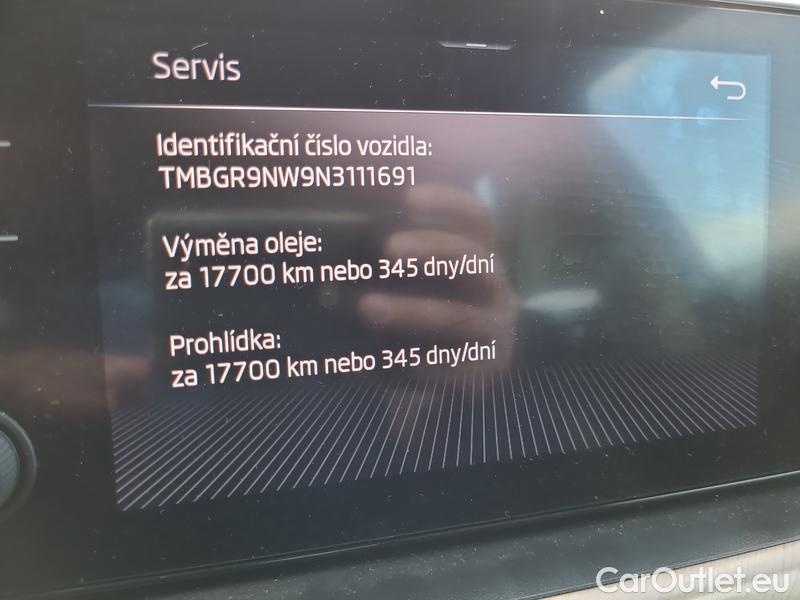 Servis
Identifikační číslo vozidla:
TMBGR9NW9N3111691
Výměna oleje:
za 17700 km nebo 345 dny/dní
Prohlídka:
za 17700 km nebo 345 dny/dní
CarOutlet.eu